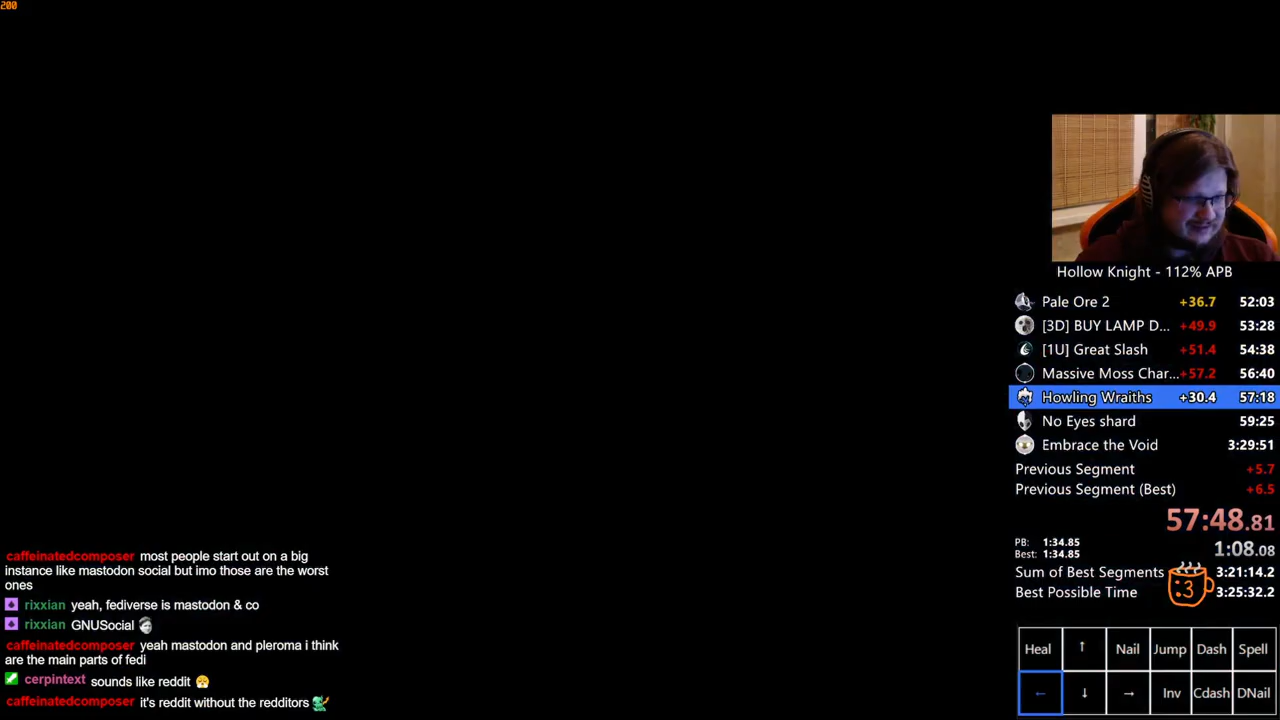 200
Hollow Knight - 112% APB
Pale Ore 2 +36.7 52:03
[3D] BUY LAMP D... +49.9 53:28
[1U] Great Slash +51.4 54:38
Massive Moss Char... +57.2 56:40
Howling Wraiths +30.4 57:18
No Eyes shard 59:25
Embrace the Void 3:29:51
Previous Segment +5.7
Previous Segment (Best) +6.5
57:48.81
PB: 1:34.85
Best: 1:34.85
1:08.08
Sum of Best Segments 3:21:14.2
Best Possible Time 3:25:32.2
caffeinatedcomposer most people start out on a big
instance like mastodon social but imo those are the worst
ones
rixxian yeah, fediverse is mastodon & co
rixxian GNUSocial
caffeinatedcomposer yeah mastodon and pleroma i think
are the main parts of fedi
cerpintext sounds like reddit
caffeinatedcomposer it's reddit without the redditors
Heal ↑ Nail Jump Dash Spell
← ↓ → Inv Cdash DNail